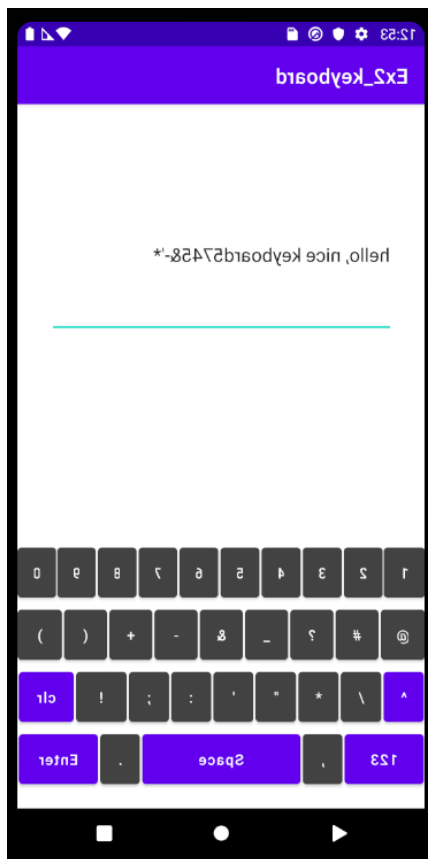 12:53
Ex2_keyboard
hello, nice keyboard5745&-'*
1 2 3 4 5 6 7 8 9 0
@ # ? _ & - + ( )
^ / * " ' : ; ! clr
123 , Space . Enter